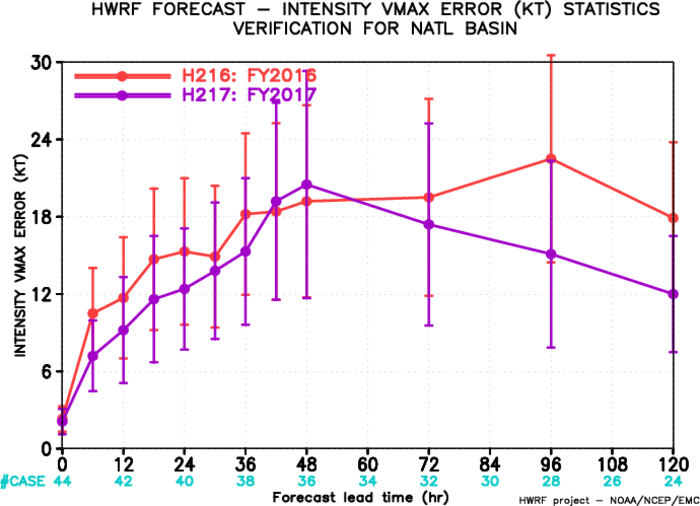 HWRF FORECAST – INTENSITY VMAX ERROR (KT) STATISTICS
VERIFICATION FOR NATL BASIN
H216: FY2016
H217: FY2017
INTENSITY VMAX ERROR (KT)
30
24
18
12
6
0
0 12 24 36 48 60 72 84 96 108 120
#CASE 44 42 40 38 36 34 32 30 28 26 24
Forecast lead time (hr)
HWRF project – NOAA/NCEP/EMC